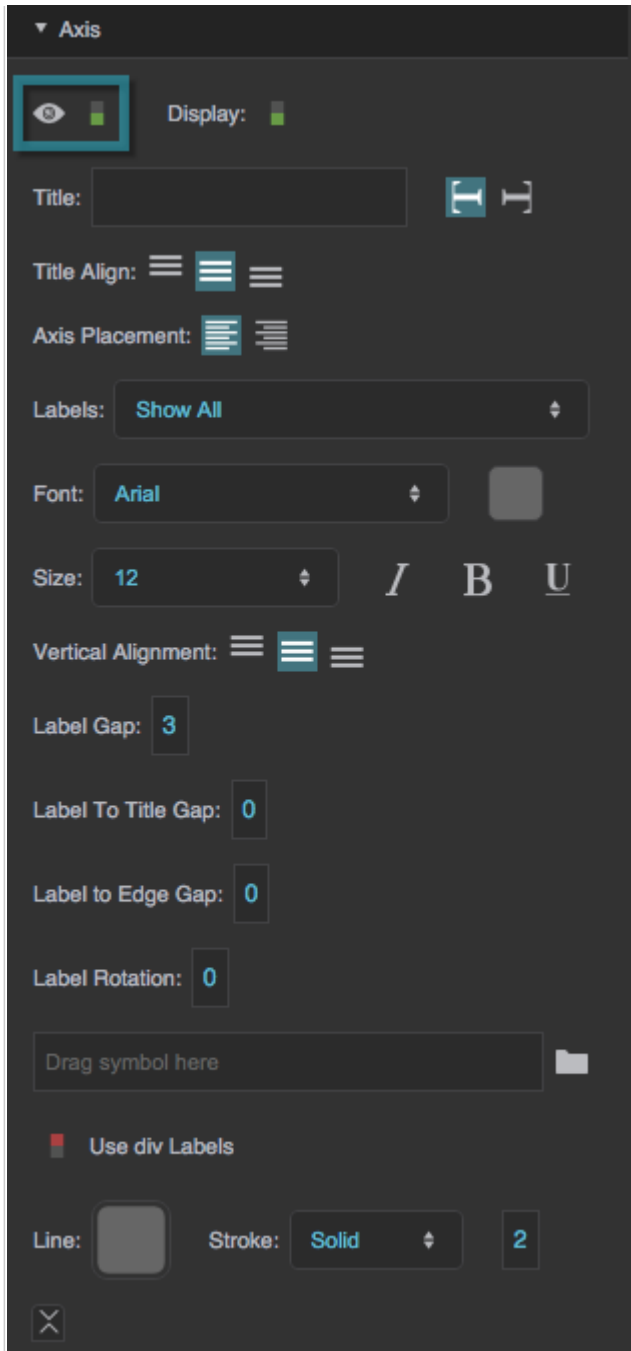 Axis
Display:
Title:
Title Align:
Axis Placement:
Labels: Show All
Font: Arial
Size: 12 I B U
Vertical Alignment:
Label Gap: 3
Label To Title Gap: 0
Label to Edge Gap: 0
Label Rotation: 0
Drag symbol here
Use div Labels
Line: Stroke: Solid 2